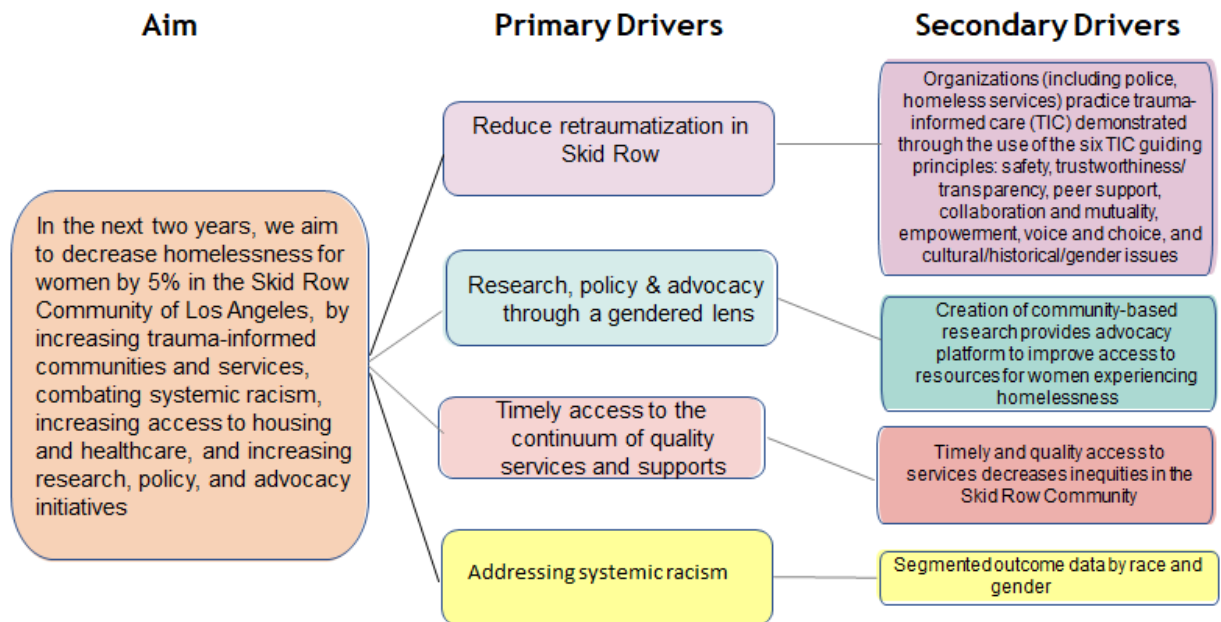 Aim
Primary Drivers
Secondary Drivers
In the next two years, we aim
to decrease homelessness for
women by 5% in the Skid Row
Community of Los Angeles, by
increasing trauma-informed
communities and services,
combating systemic racism,
increasing access to housing
and healthcare, and increasing
research, policy, and advocacy
initiatives
Reduce retraumatization in
Skid Row
Research, policy & advocacy
through a gendered lens
Timely access to the
continuum of quality
services and supports
Addressing systemic racism
Organizations (including police,
homeless services) practice trauma-
informed care (TIC) demonstrated
through the use of the six TIC guiding
principles: safety, trustworthiness/
transparency, peer support,
collaboration and mutuality,
empowerment, voice and choice, and
cultural/historical/gender issues
Creation of community-based
research provides advocacy
platform to improve access to
resources for women experiencing
homelessness
Timely and quality access to
services decreases inequities in the
Skid Row Community
Segmented outcome data by race and
gender